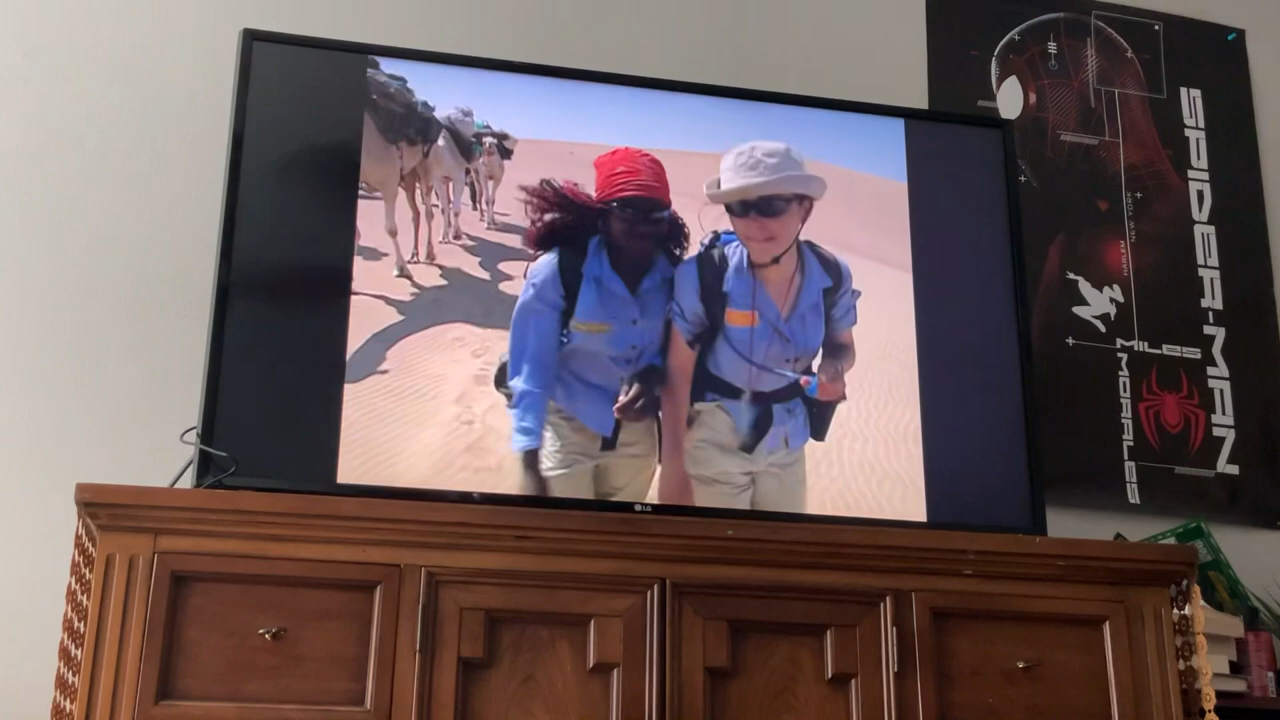 LG
SPIDER-MAN
MILES
MORALES
HARLEM
NEW YORK